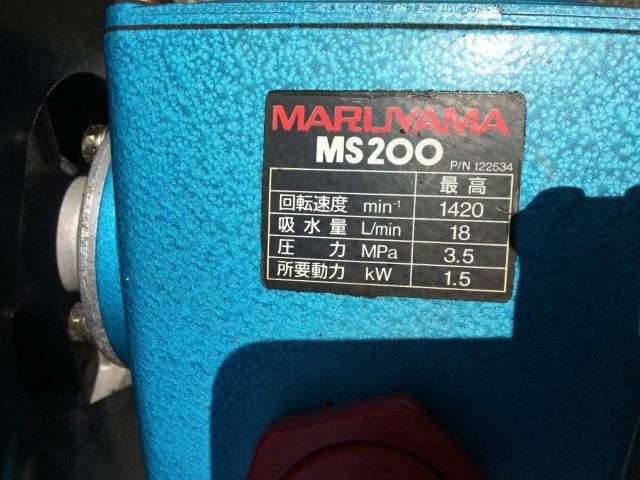 MARUYAMA
MS200
P/N 122534
最高
回転速度 min⁻¹ 1420
吸水量 L/min 18
圧力 MPa 3.5
所要動力 kW 1.5